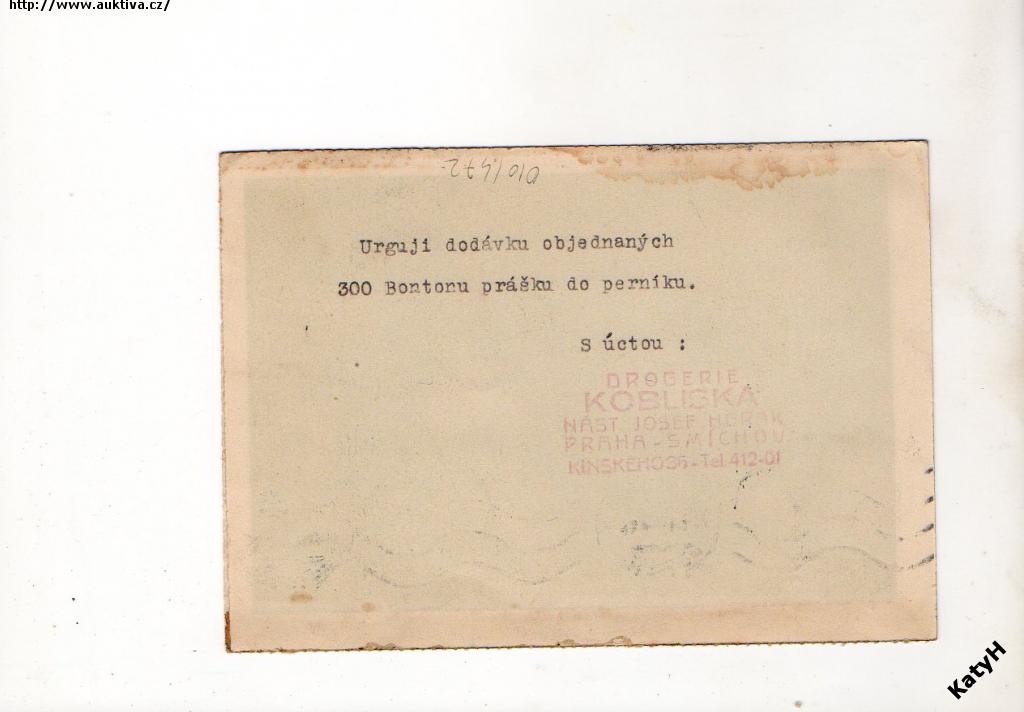 http://www.auktiva.cz/
010/472
Urguji dodávku objednaných
300 Bontonu prášku do perníku.
S úctou :
DROGERIE
KOBLISKA
NÁST. JOSEF HORÁK
PRAHA - SMÍCHOV
KINSKÉHO 36 - Tel. 412-01
KatyH